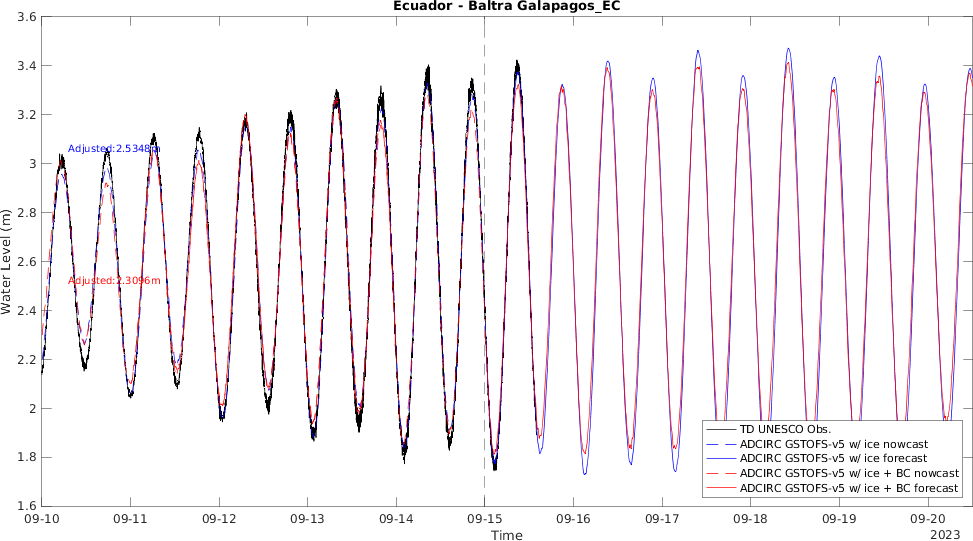 Ecuador - Baltra Galapagos_EC
3.6
3.4
3.2
3
2.8
2.6
2.4
2.2
2
1.8
1.6
Water Level (m)
Adjusted:2.5348m
Adjusted:2.3096m
TD UNESCO Obs.
ADCIRC GSTOFS-v5 w/ ice nowcast
ADCIRC GSTOFS-v5 w/ ice forecast
ADCIRC GSTOFS-v5 w/ ice + BC nowcast
ADCIRC GSTOFS-v5 w/ ice + BC forecast
09-10 09-11 09-12 09-13 09-14 09-15 09-16 09-17 09-18 09-19 09-20
Time
2023